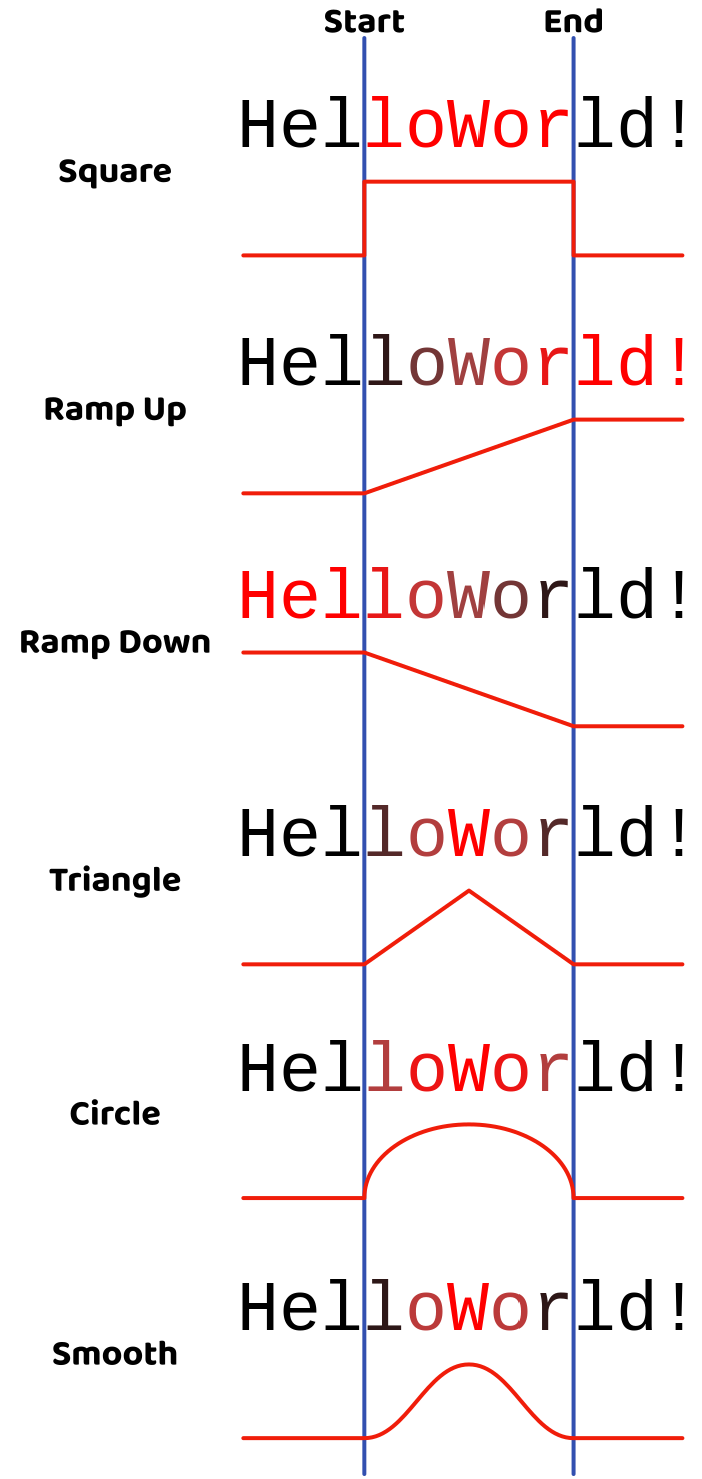 Start End
HelloWorld!
Square
HelloWorld!
Ramp Up
HelloWorld!
Ramp Down
HelloWorld!
Triangle
HelloWorld!
Circle
HelloWorld!
Smooth